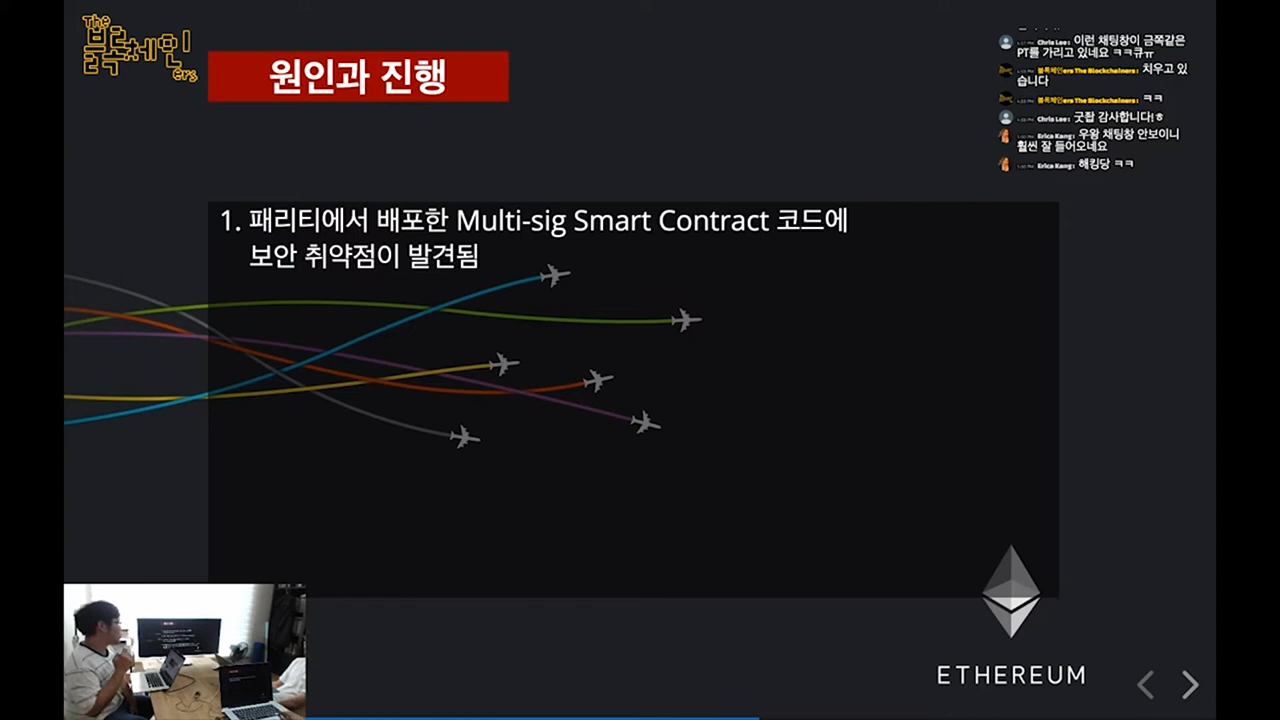 The
블록체인
ers
원인과 진행
Chris Lee : 이런 채팅창이 금쪽같은
PT를 가리고 있네요 ㅋㅋ큐ㅠ
블록체인ers The Blockchainers : 치우고 있
습니다
블록체인ers The Blockchainers : ㅋㅋ
Chris Lee : 굿좝 감사합니다!ㅎ
Erica Kang : 우왕 채팅창 안보이니
훨씬 잘 들어오네요
Erica Kang : 해킹당 ㅋㅋ
1. 패리티에서 배포한 Multi-sig Smart Contract 코드에
보안 취약점이 발견됨
ETHEREUM